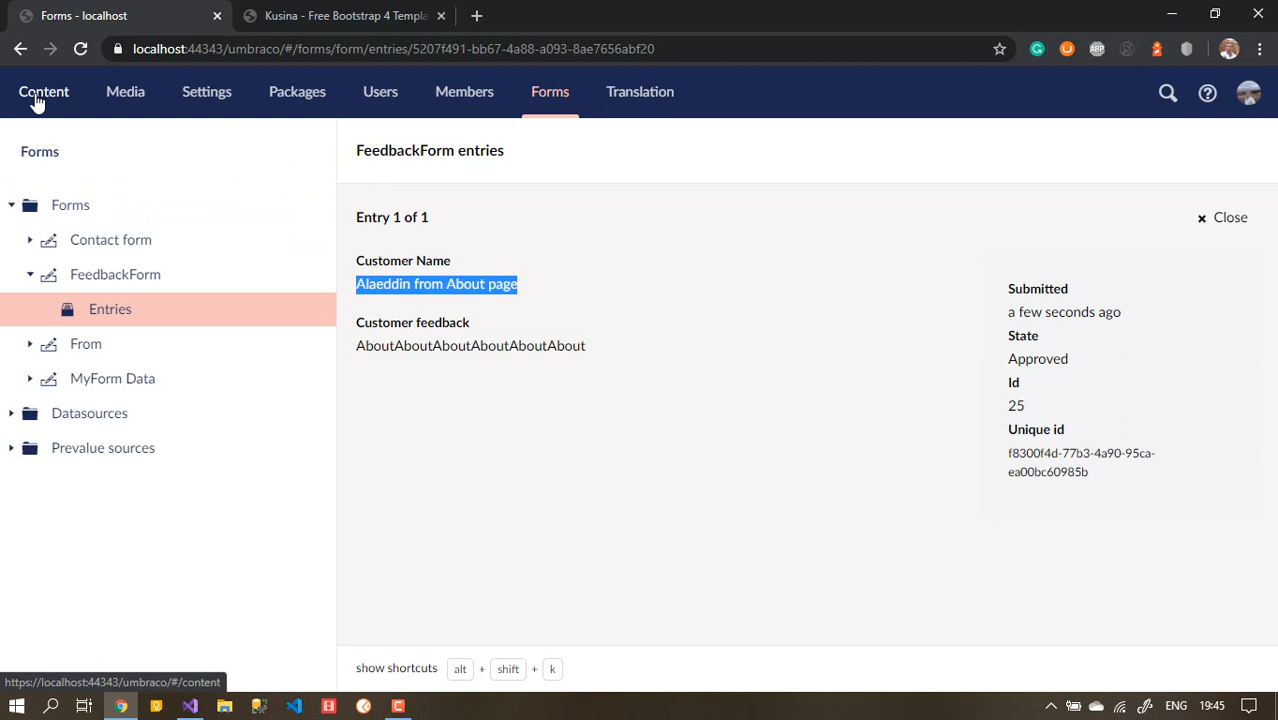 Forms - localhost
Kusina - Free Bootstrap 4 Templa
localhost:44343/umbraco/#/forms/form/entries/5207f491-bb67-4a88-a093-8ae7656abf20
ABP
Content
Media
Settings
Packages
Users
Members
Forms
Translation
Forms
Forms
Contact form
FeedbackForm
Entries
From
MyForm Data
Datasources
Prevalue sources
FeedbackForm entries
Entry 1 of 1
Close
Customer Name
Alaeddin from About page
Customer feedback
AboutAboutAboutAboutAboutAbout
Submitted
a few seconds ago
State
Approved
Id
25
Unique id
f8300f4d-77b3-4a90-95ca-
ea00bc60985b
show shortcuts alt + shift + k
https://localhost:44343/umbraco/#/content
ENG
19:45